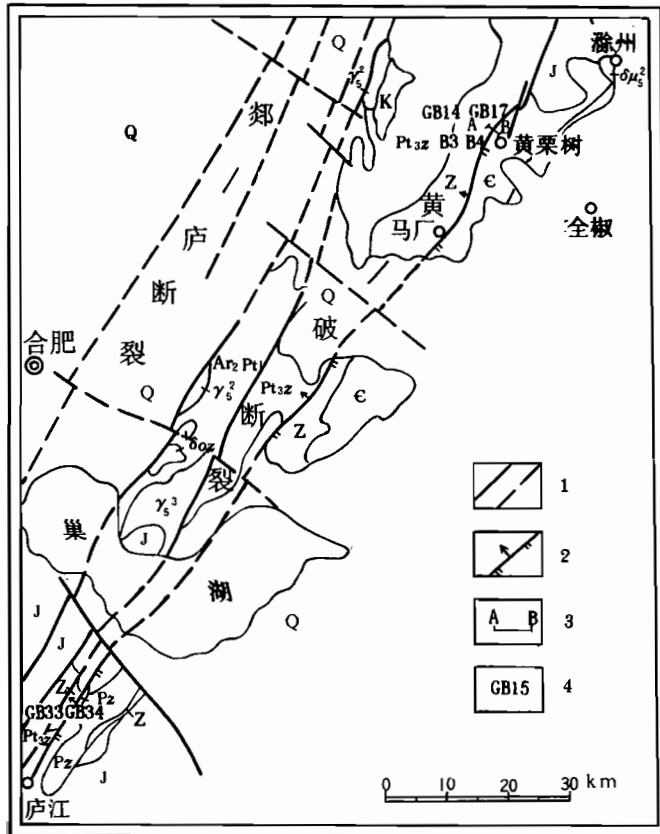 滁州
Q
γ₅²
J
δμ₅²
K
Q
郯
GB14 GB17
A B
Pt₃z B3 B4
黄栗树
Є
Z
黄
马广
全椒
庐
断
Q
破
合肥
裂
Ar₂ Pt₁
γ₅²
Pt₃z
Є
Q
断
Z
δoz
裂
γ₅³
J
巢
湖
Q
J
J
Z
Pz
GB33 GB34
Z
Pt₃z
Pz
J
庐江
1
2
A B 3
GB15 4
0 10 20 30 km